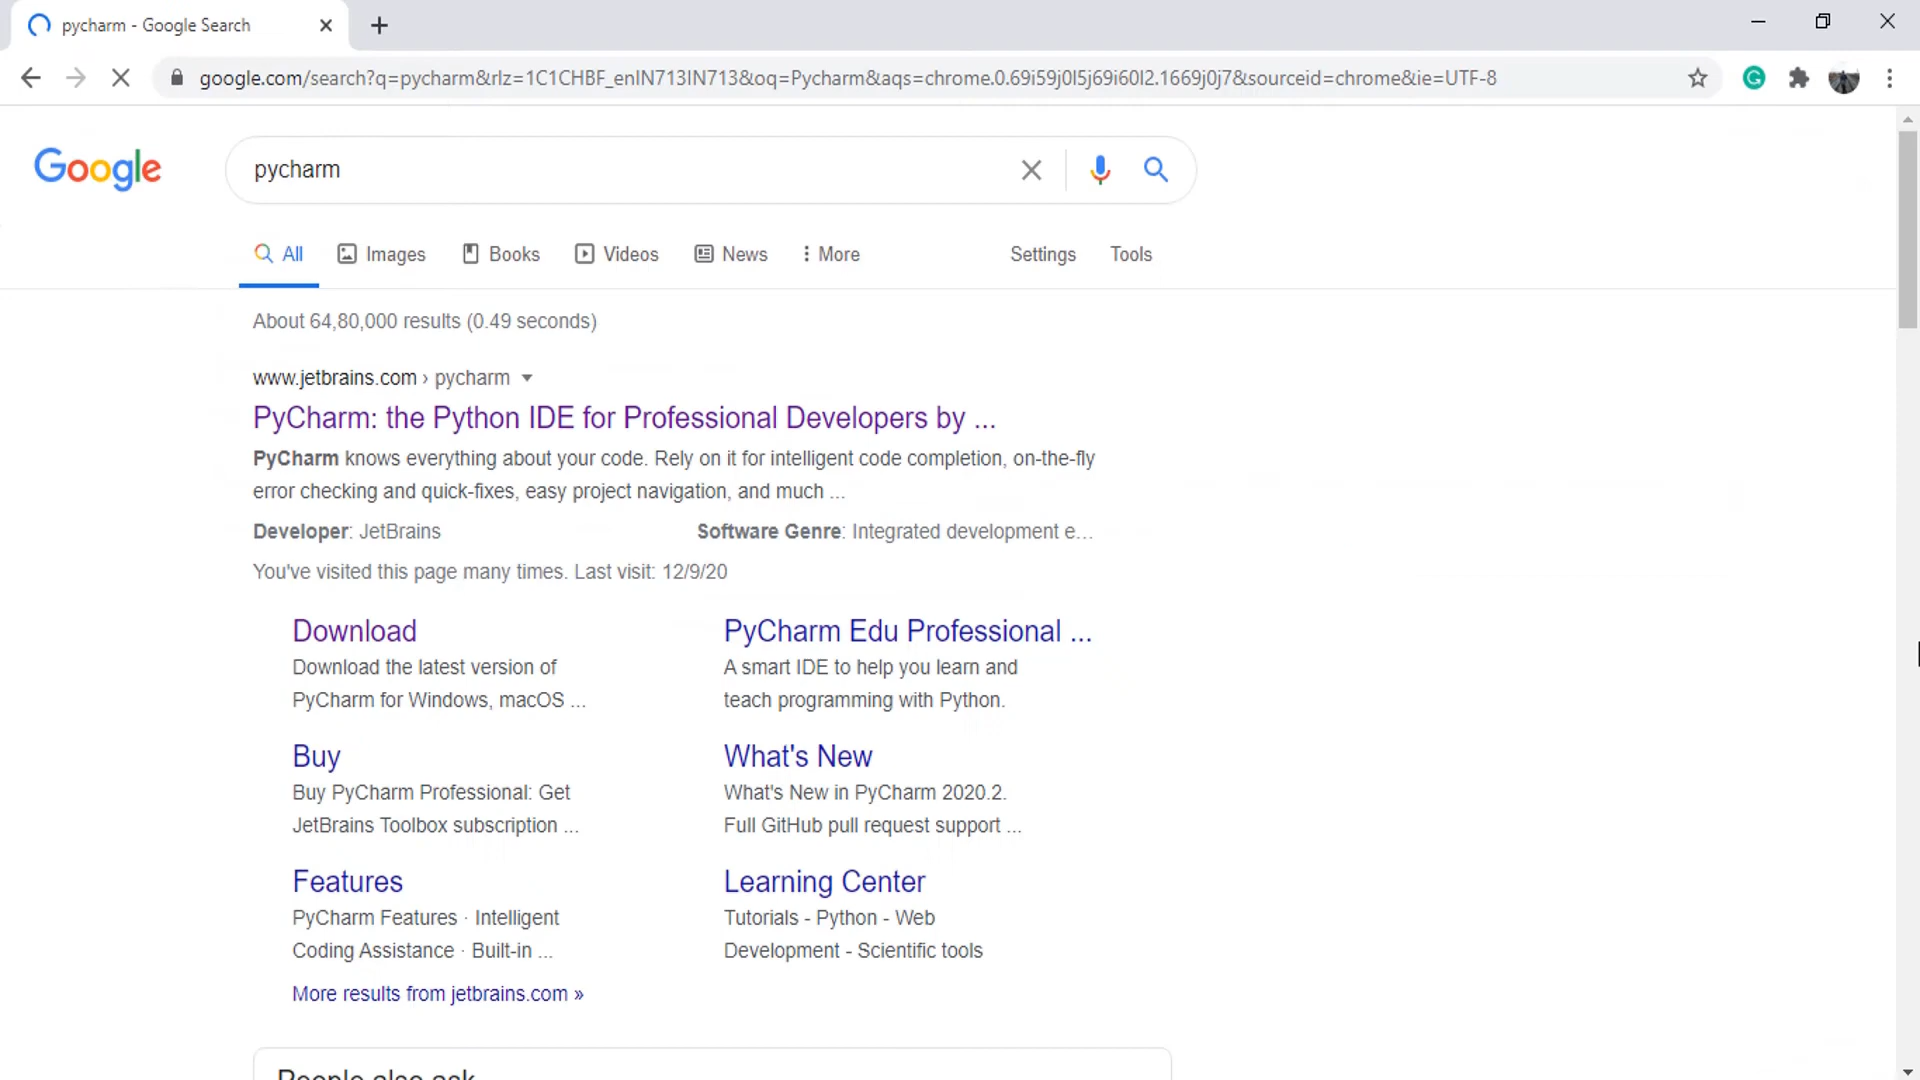 pycharm - Google Search
google.com/search?q=pycharm&rlz=1C1CHBF_enIN713IN713&oq=Pycharm&aqs=chrome.0.69i59j0l5j69i60l2.1669j0j7&sourceid=chrome&ie=UTF-8
Google
pycharm
All Images Books Videos News More Settings Tools
About 64,80,000 results (0.49 seconds)
www.jetbrains.com › pycharm
PyCharm: the Python IDE for Professional Developers by ...
PyCharm knows everything about your code. Rely on it for intelligent code completion, on-the-fly
error checking and quick-fixes, easy project navigation, and much ...
Developer: JetBrains Software Genre: Integrated development e...
You've visited this page many times. Last visit: 12/9/20
Download
Download the latest version of
PyCharm for Windows, macOS ...
PyCharm Edu Professional ...
A smart IDE to help you learn and
teach programming with Python.
Buy
Buy PyCharm Professional: Get
JetBrains Toolbox subscription ...
What's New
What's New in PyCharm 2020.2.
Full GitHub pull request support ...
Features
PyCharm Features · Intelligent
Coding Assistance · Built-in ...
Learning Center
Tutorials - Python - Web
Development - Scientific tools
More results from jetbrains.com »
People also ask